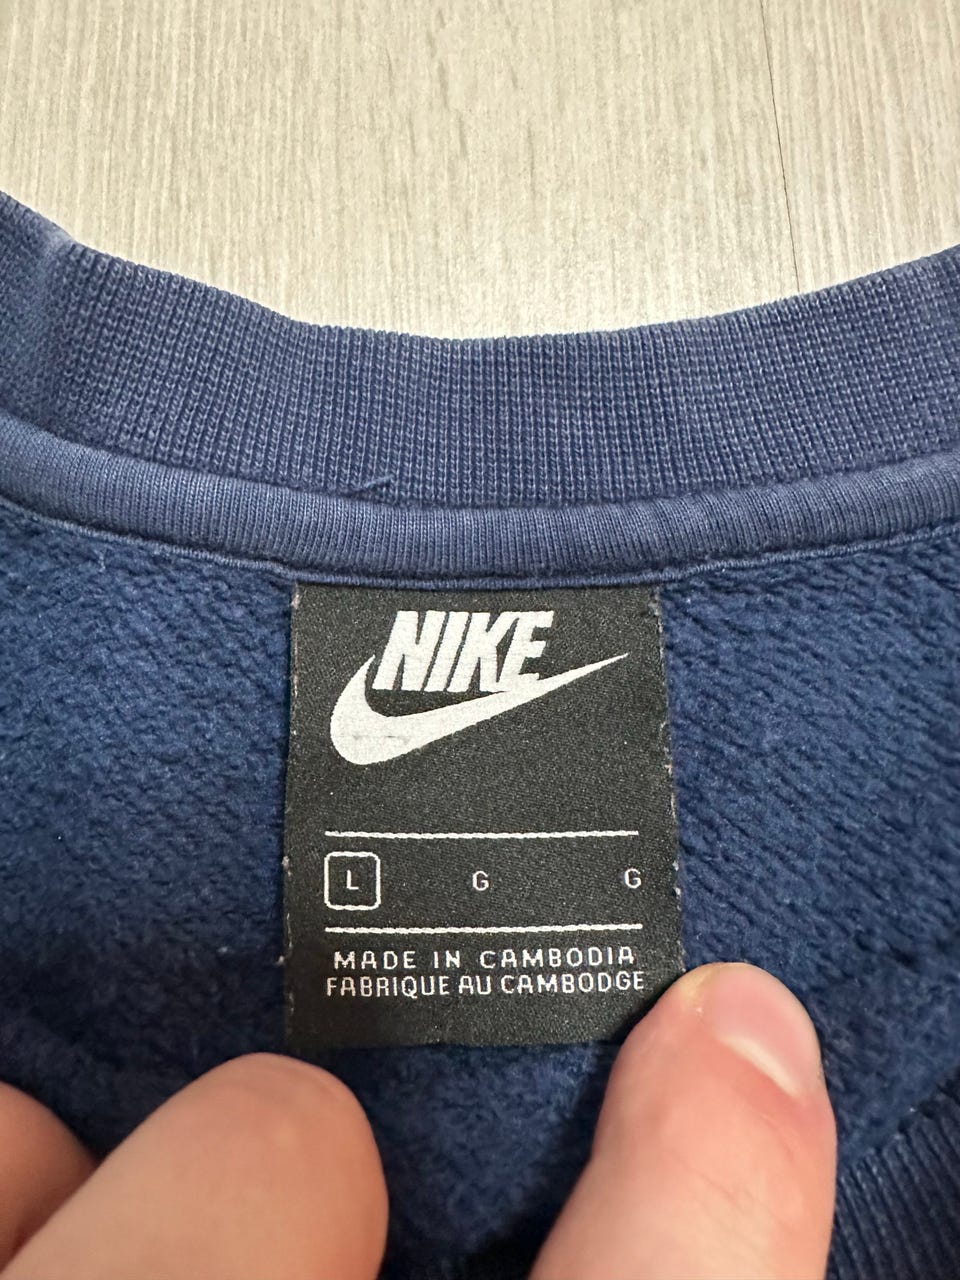 NIKE
L G G
MADE IN CAMBODIA
FABRIQUE AU CAMBODGE